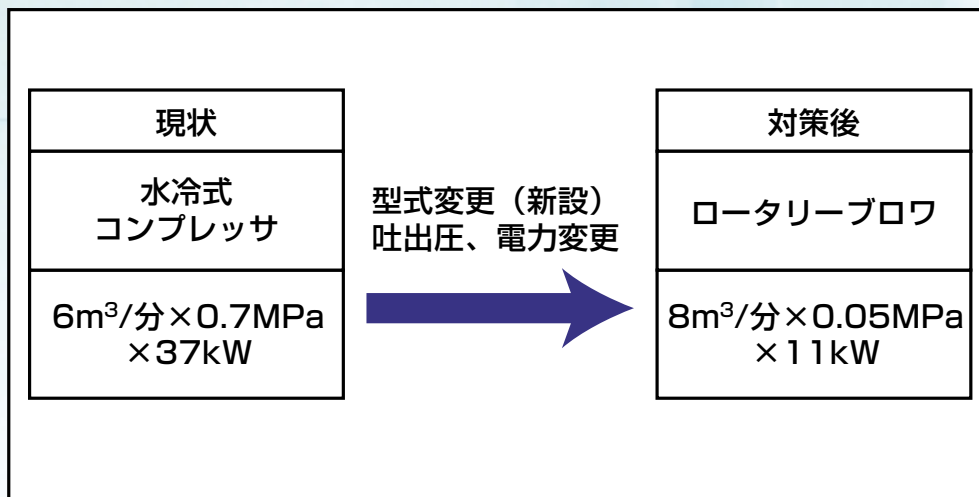 現状
水冷式
コンプレッサ
6m³/分×0.7MPa
×37kW
型式変更（新設）
吐出圧、電力変更
対策後
ロータリーブロワ
8m³/分×0.05MPa
×11kW